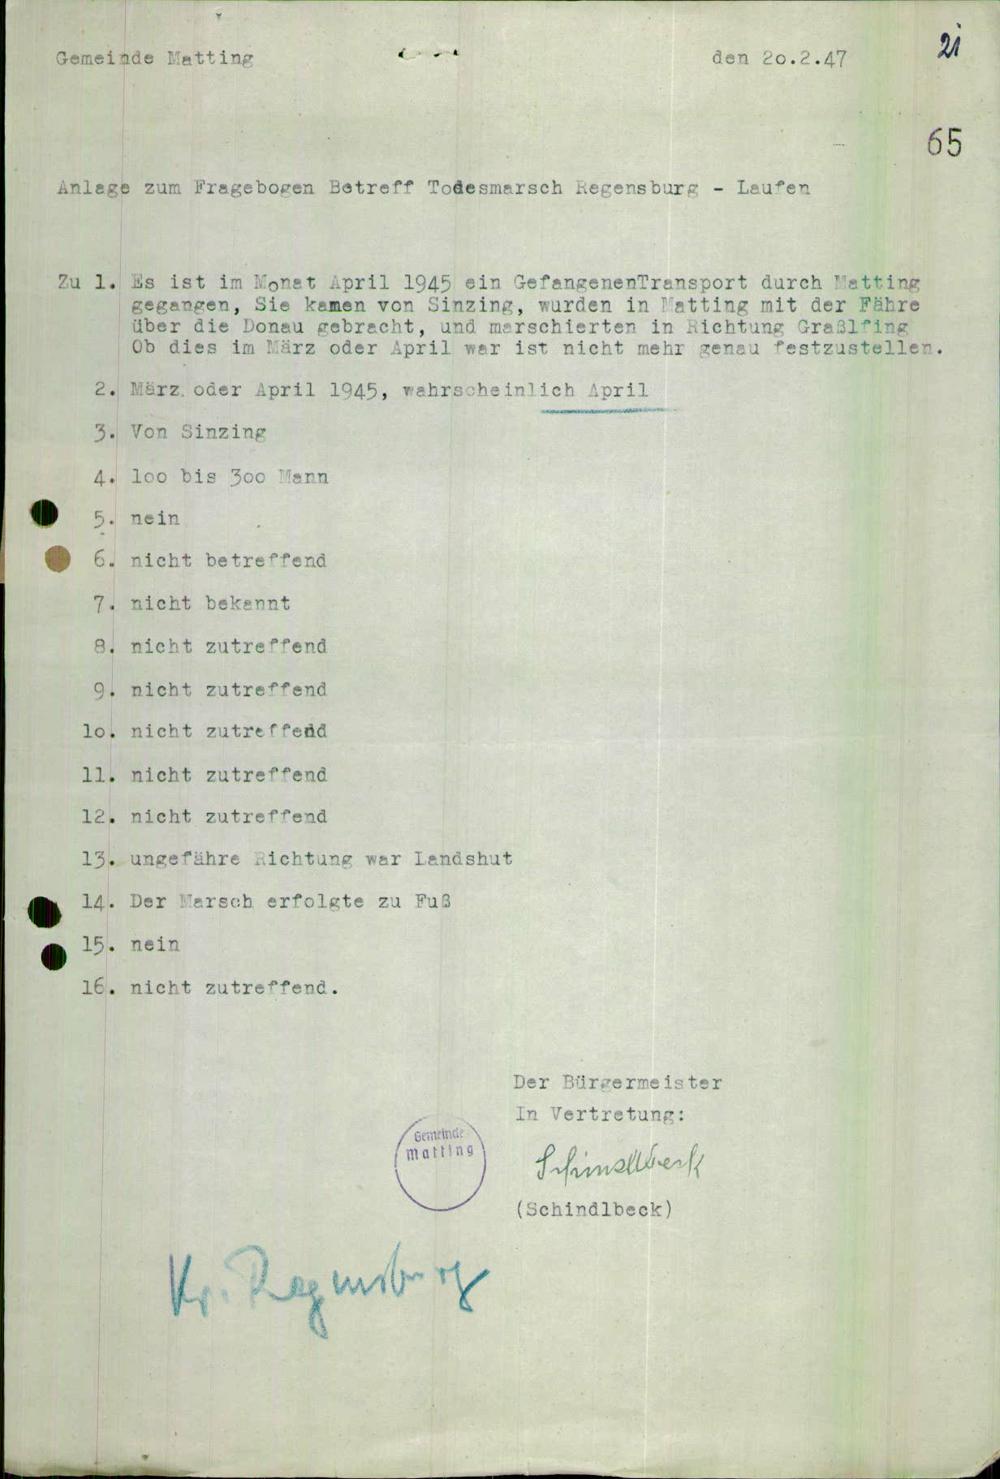 Gemeinde Matting
den 2o.2.47
21
65
Anlage zum Fragebogen Betreff Todesmarsch Regensburg - Laufen
Zu 1. Es ist im Monat April 1945 ein GefangenenTransport durch Matting
gegangen, Sie kamen von Sinzing, wurden in Matting mit der Fähre
über die Donau gebracht, und marschierten in Richtung Graßlfing
Ob dies im März oder April war ist nicht mehr genau festzustellen.
2. März oder April 1945, wahrscheinlich April
3. Von Sinzing
4. 1oo bis 3oo Mann
5. nein
6. nicht betreffend
7. nicht bekannt
8. nicht zutreffend
9. nicht zutreffend
1o. nicht zutreffend
11. nicht zutreffend
12. nicht zutreffend
13. ungefähre Richtung war Landshut
14. Der Marsch erfolgte zu Fuß
15. nein
16. nicht zutreffend.
Der Bürgermeister
In Vertretung:
Gemeinde
Matting
Schindlbeck
(Schindlbeck)
Kr. Regensburg